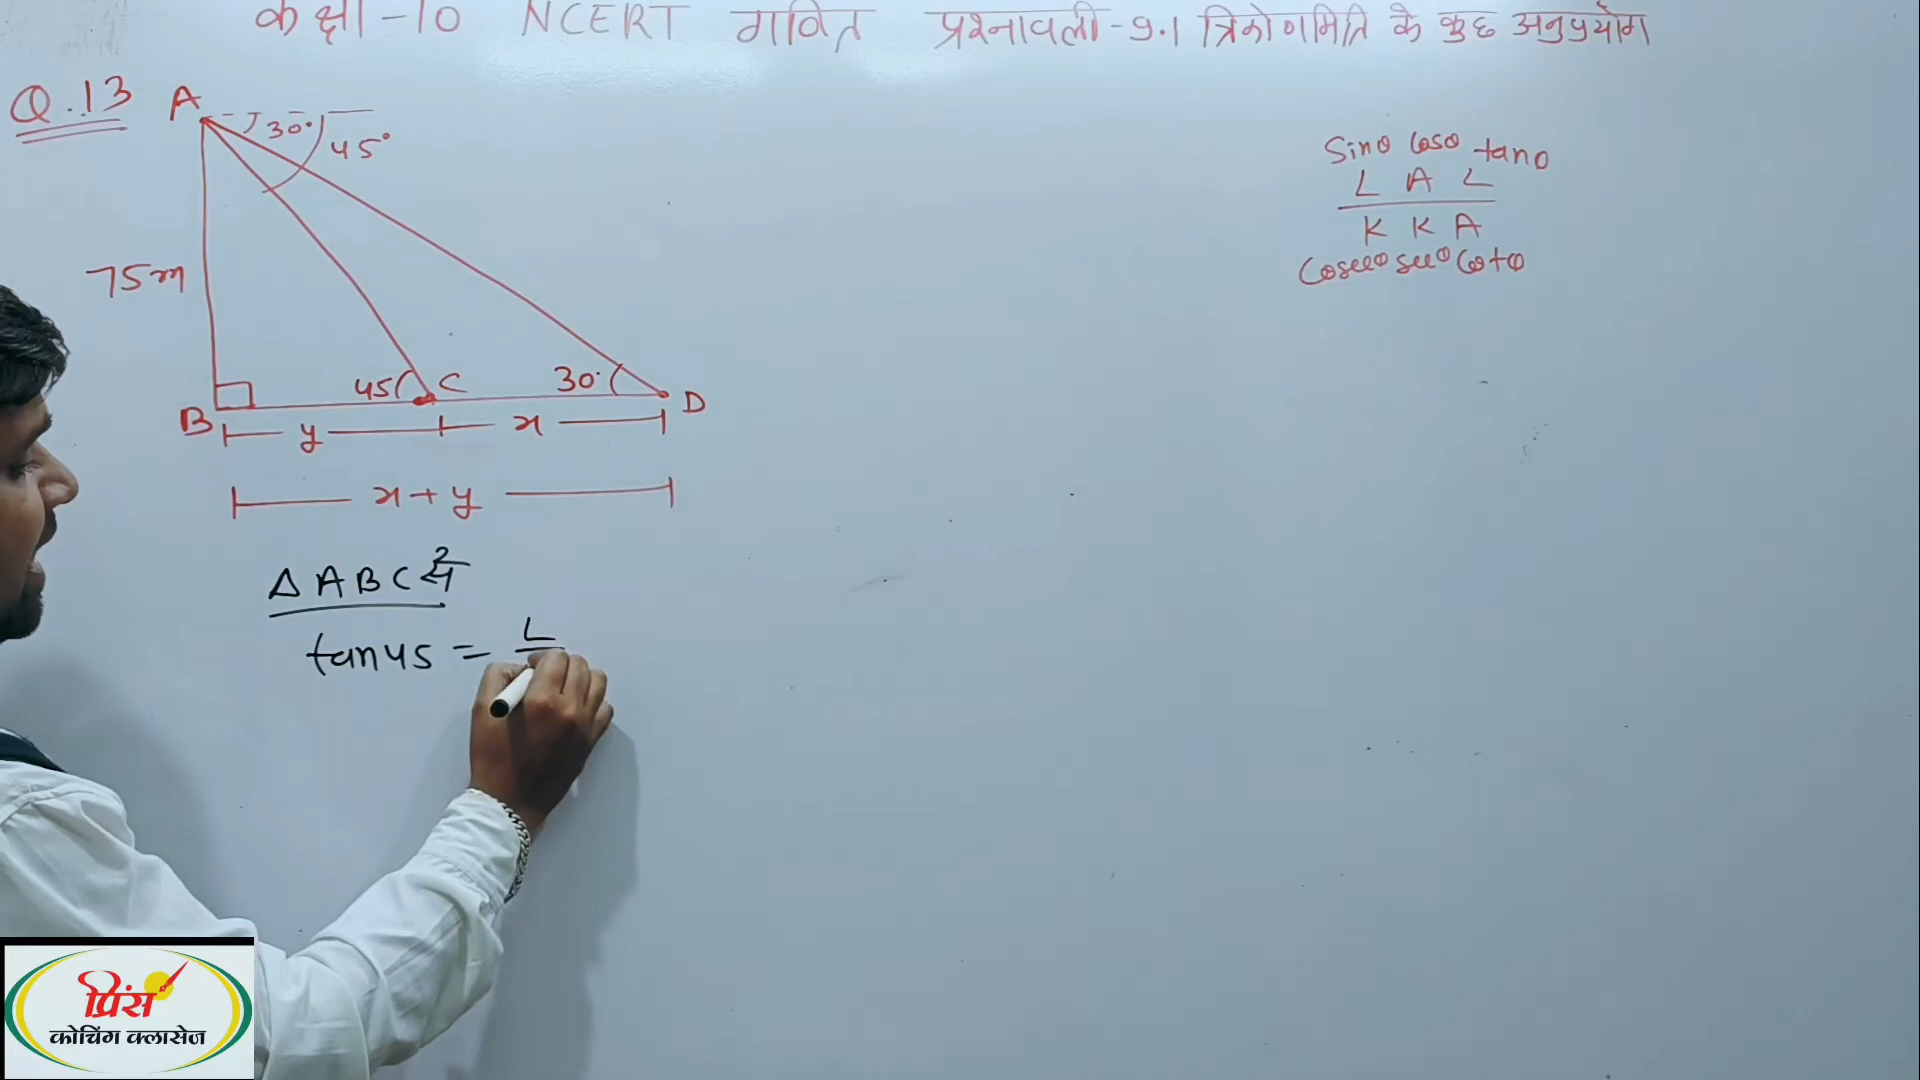 कक्षा-10 NCERT गणित प्रश्नावली-9.1 त्रिकोणमिति के कुछ अनुप्रयोग
Q.13
A
30°
45°
75m
45
C
30°
B
D
y
x
x+y
Δ ABC में
tan45 = L
Sinθ Cosθ tanθ
L A L
K K A
Cosecθ secθ Cotθ
प्रिंस
कोचिंग क्लासेज